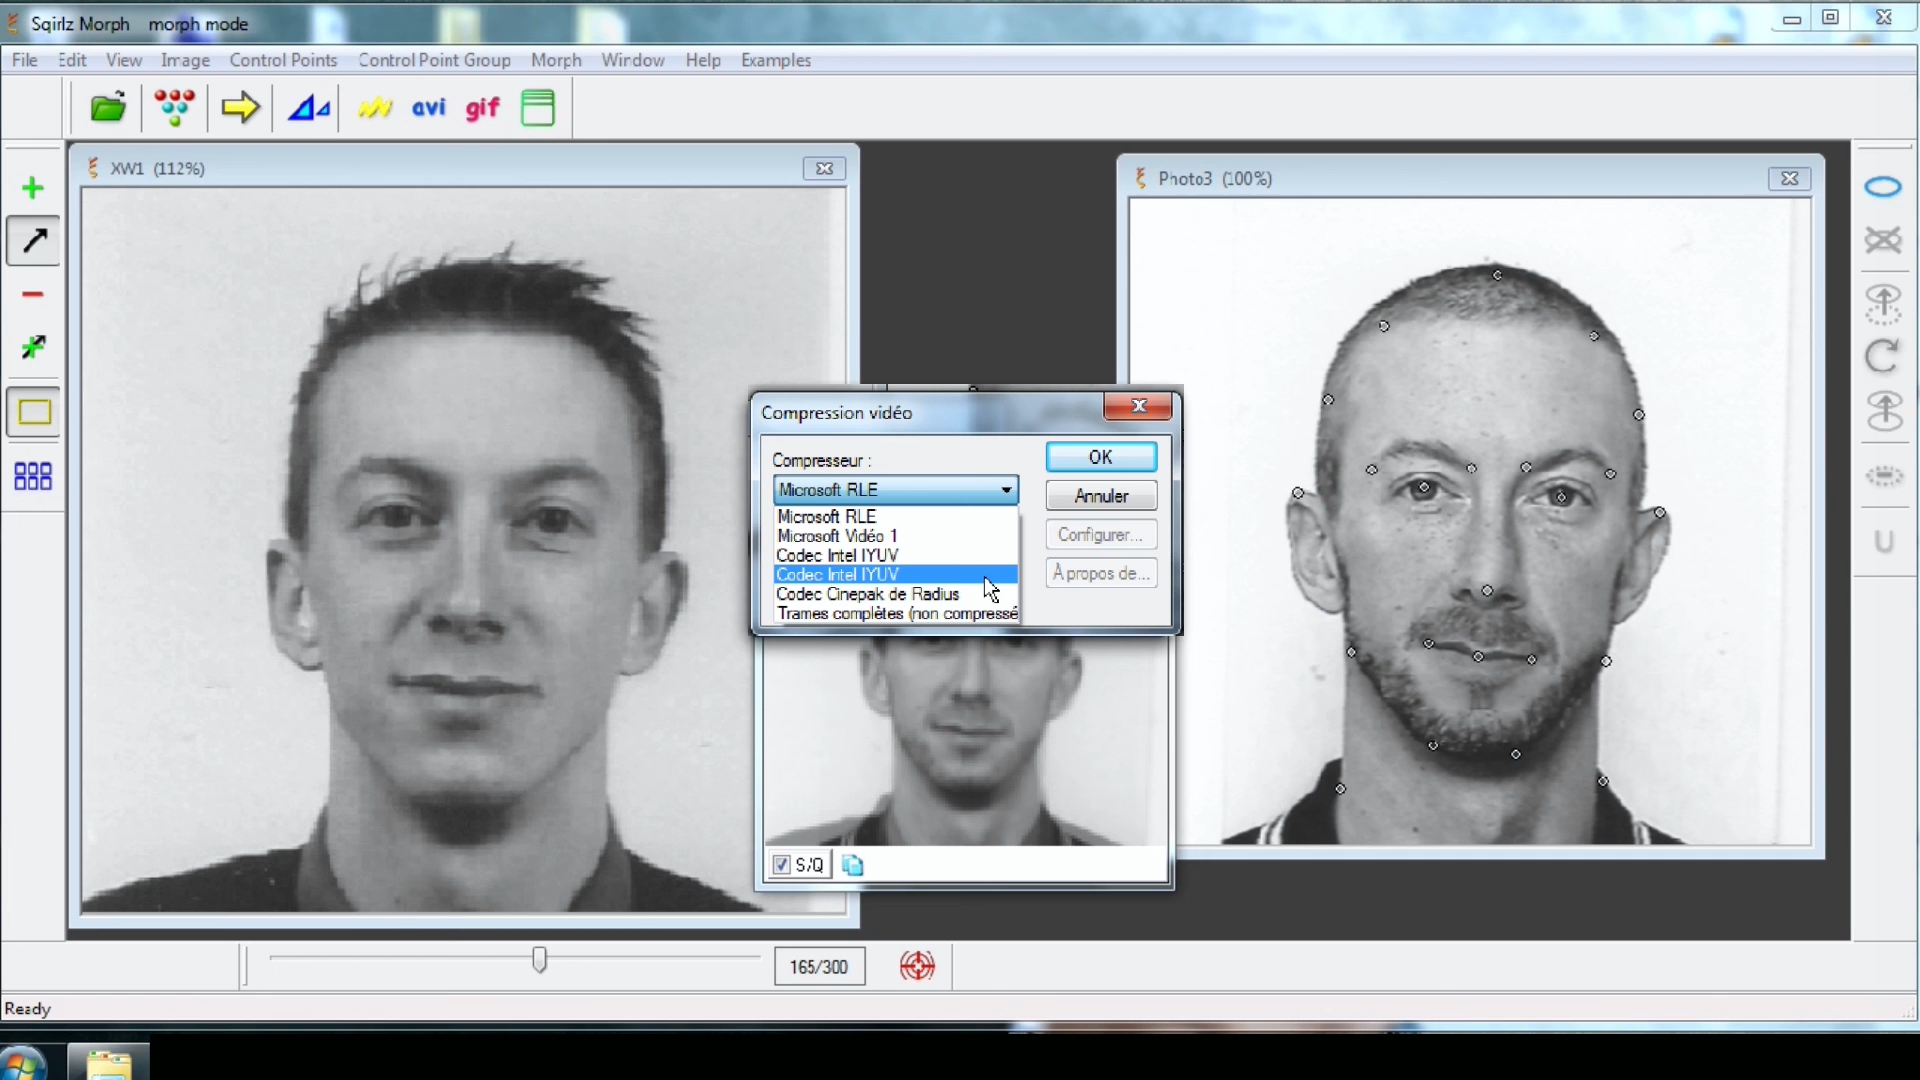 Sqirlz Morph morph mode
File Edit View Image Control Points Control Point Group Morph Window Help Examples
avi gif
XW1 (112%)
Photo3 (100%)
Compression vidéo
Compresseur :
OK
Microsoft RLE
Annuler
Microsoft RLE
Microsoft Vidéo 1
Configurer...
Codec Intel IYUV
Codec Intel IYUV
À propos de...
Codec Cinepak de Radius
Trames complètes (non compressé
S/Q
165/300
Ready